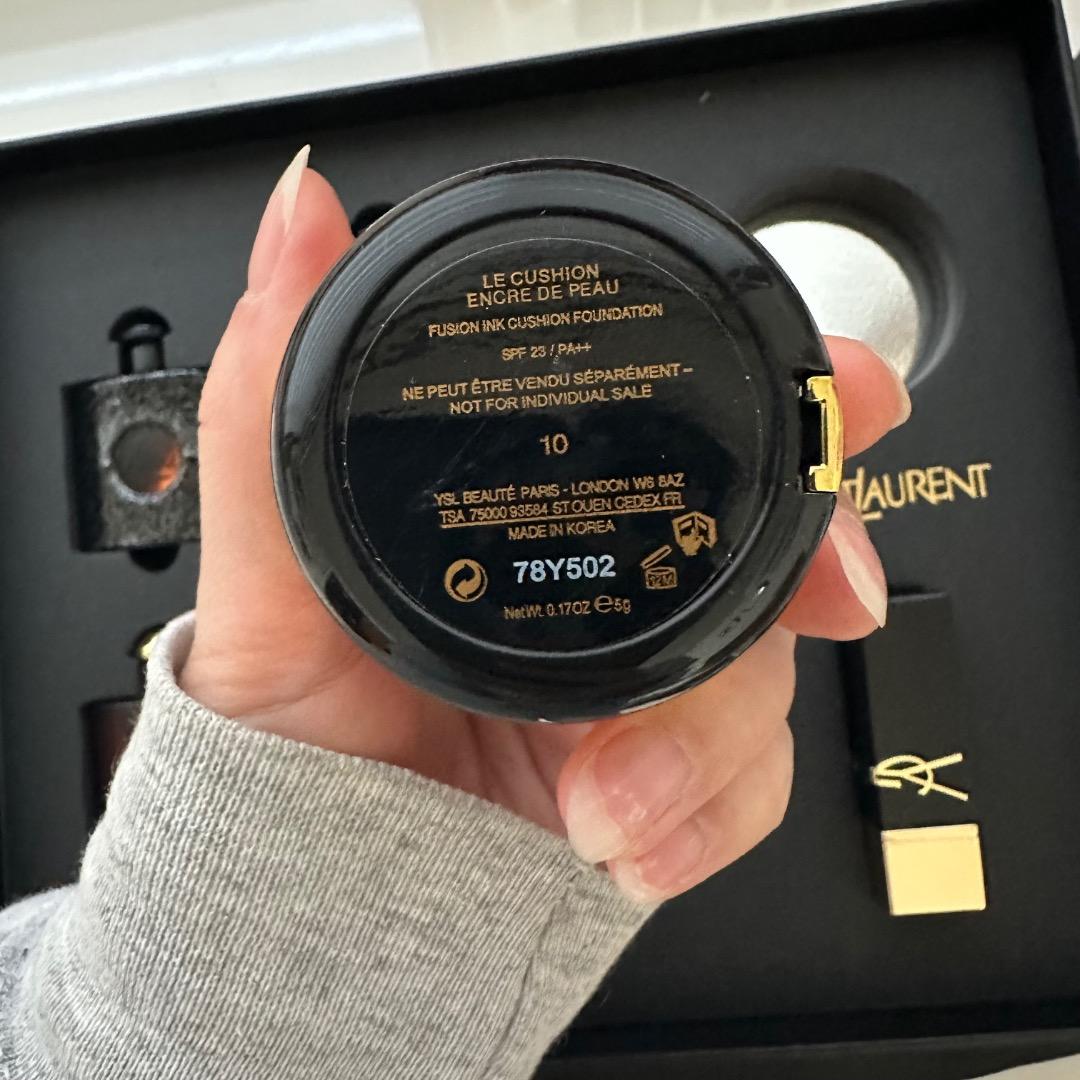 LE CUSHION
ENCRE DE PEAU
FUSION INK CUSHION FOUNDATION
SPF 23 / PA++
NE PEUT ÊTRE VENDU SÉPARÉMENT –
NOT FOR INDIVIDUAL SALE
10
YSL BEAUTÉ PARIS - LONDON W6 8AZ
TSA 75000 93584 ST OUEN CEDEX FR
MADE IN KOREA
78Y502
12M
Net Wt. 0.17OZ ℮5g
LAURENT